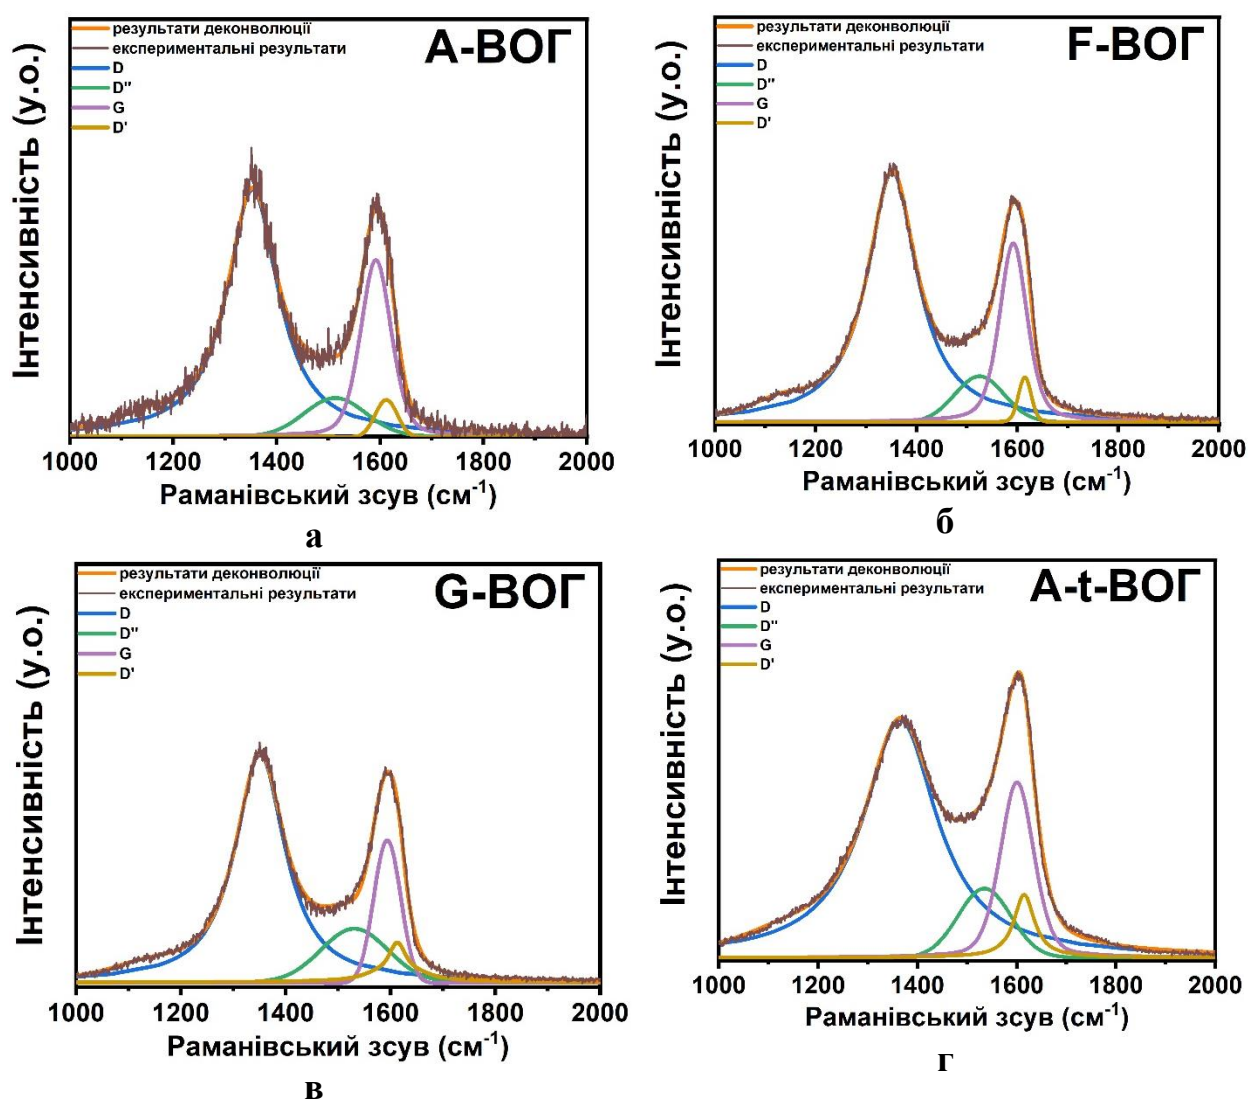 результати деконволюції
експериментальні результати
D
D''
G
D'
А-ВОГ
Інтенсивність (у.о.)
1000 1200 1400 1600 1800 2000
Раманівський зсув (см⁻¹)
а
результати деконволюції
експериментальні результати
D
D''
G
D'
F-ВОГ
Інтенсивність (у.о.)
1000 1200 1400 1600 1800 2000
Раманівський зсув (см⁻¹)
б
результати деконволюції
експериментальні результати
D
D''
G
D'
G-ВОГ
Інтенсивність (у.о.)
1000 1200 1400 1600 1800 2000
Раманівський зсув (см⁻¹)
в
результати деконволюції
експериментальні результати
D
D''
G
D'
A-t-ВОГ
Інтенсивність (у.о.)
1000 1200 1400 1600 1800 2000
Раманівський зсув (см⁻¹)
г